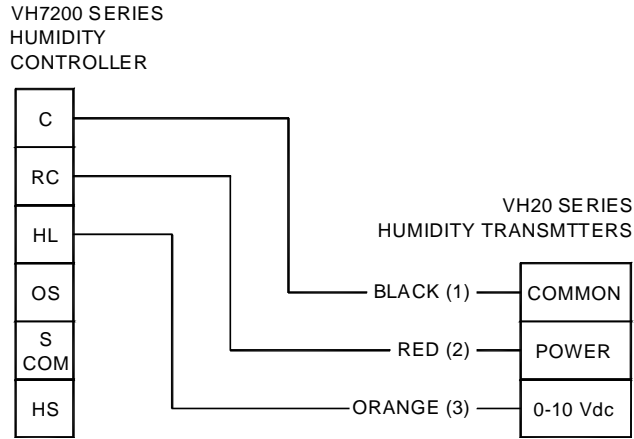 VH7200 SERIES
HUMIDITY
CONTROLLER
C
RC
HL
OS
S
COM
HS
VH20 SERIES
HUMIDITY TRANSMTTERS
BLACK (1)
COMMON
RED (2)
POWER
ORANGE (3)
0-10 Vdc